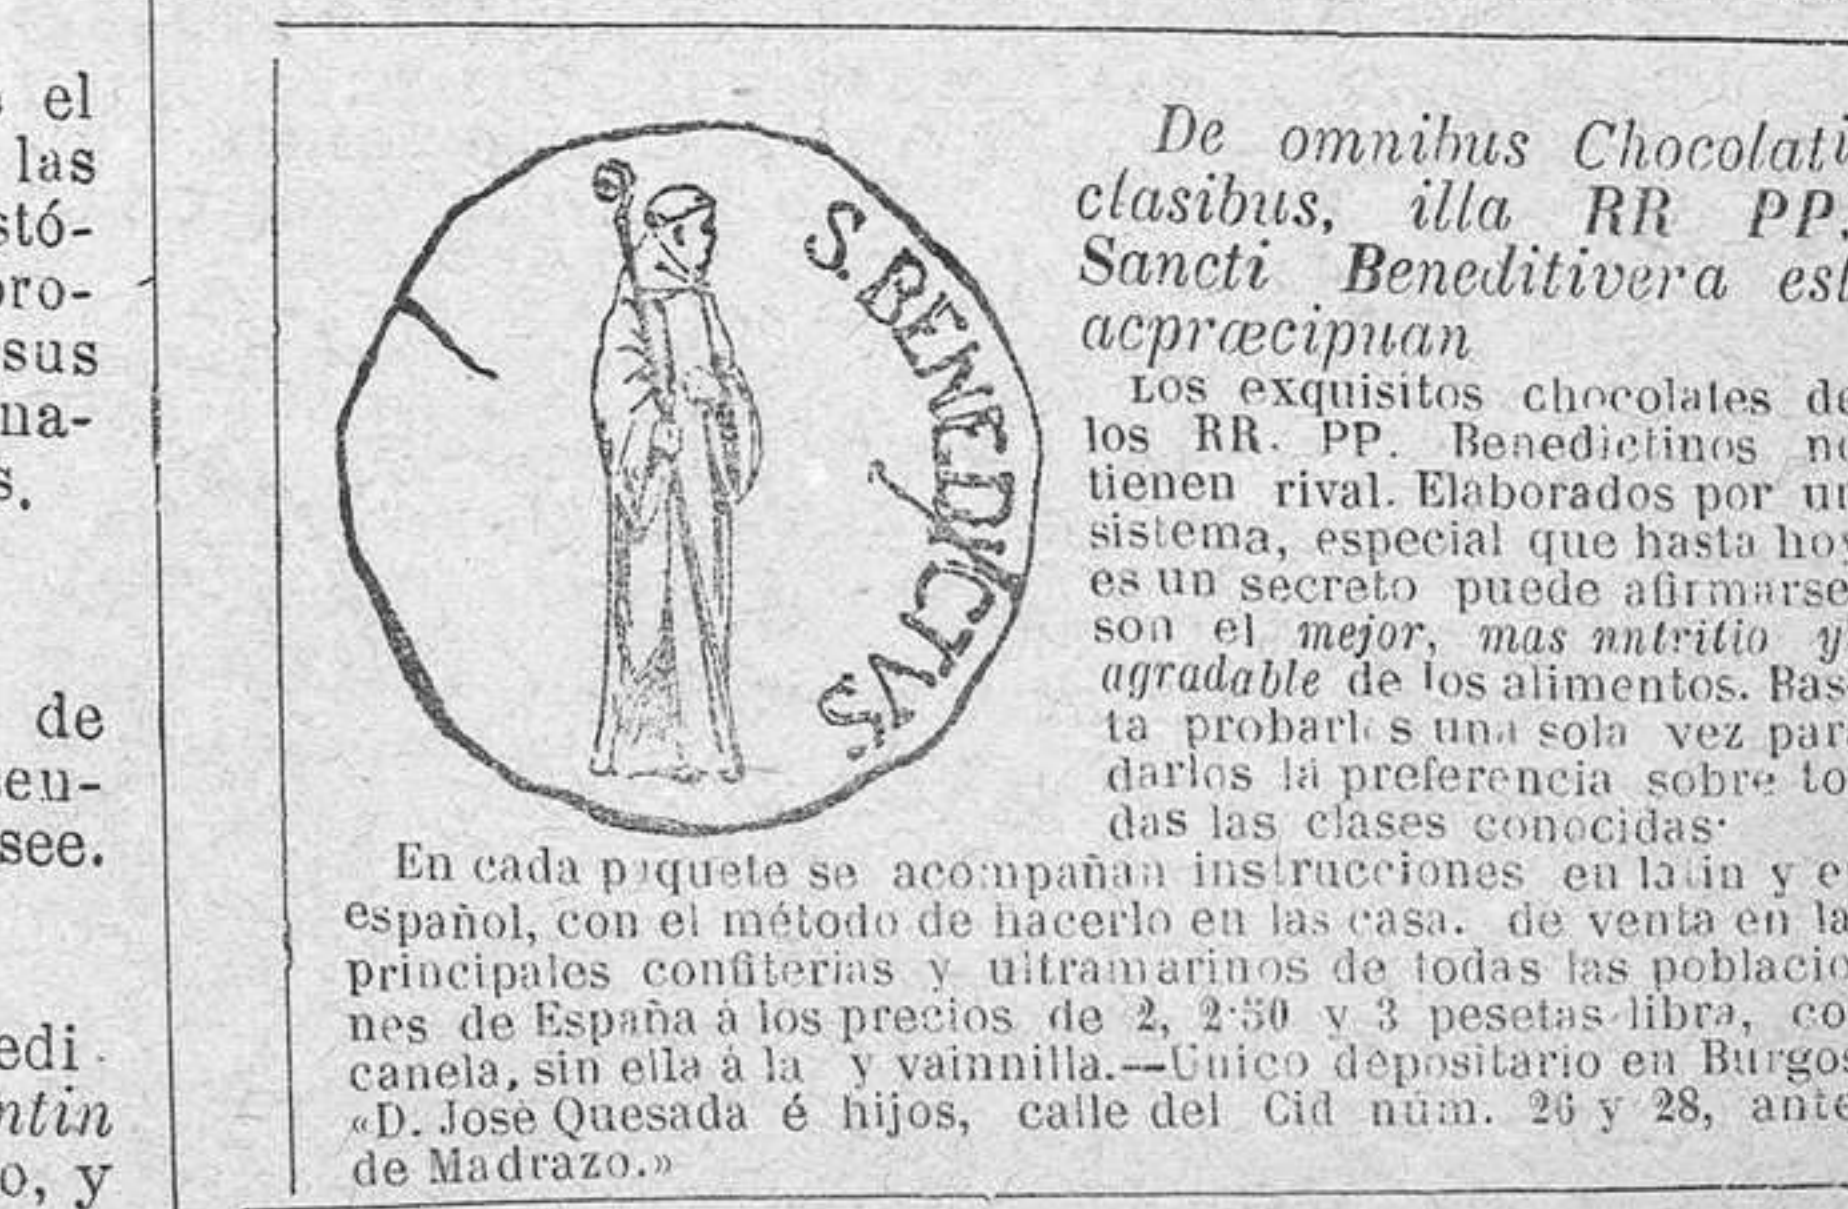 el
las
stó-
pro-
sus
na-
s.
de
seu-
see.
edi.
ntin
o, y
S. BENEDICTVS.
De omnibus Chocolati
clasibus, illa RR PP.
Sancti Beneditivera est
acpræcipuan
Los exquisitos chocolates de
los RR. PP. Benedictinos no
tienen rival. Elaborados por un
sistema, especial que hasta hoy
es un secreto puede afirmarse
son el mejor, mas nntritio y
agradable de los alimentos. Bas-
ta probarlos una sola vez para
darlos la preferencia sobre to-
das las clases conocidas·
En cada paquete se acompañan instrucciones en latin y e
español, con el método de hacerlo en las casa. de venta en la
principales confiterias y ultramarinos de todas las poblacio
nes de España á los precios de 2, 2·50 y 3 pesetas libra, co
canela, sin ella á la y vainnilla.—Unico depositario en Burgos
«D. Josè Quesada é hijos, calle del Cid núm. 26 y 28, ante
de Madrazo.»